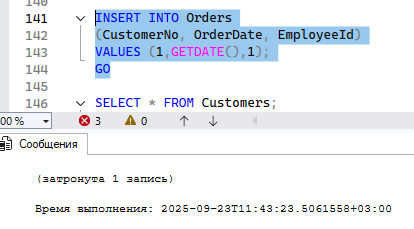 140
141 INSERT INTO Orders
142 (CustomerNo, OrderDate, EmployeeId)
143 VALUES (1,GETDATE(),1);
144 GO
145
146 SELECT * FROM Customers;
00 % 3 0
Сообщения
(затронута 1 запись)
Время выполнения: 2025-09-23T11:43:23.5061558+03:00